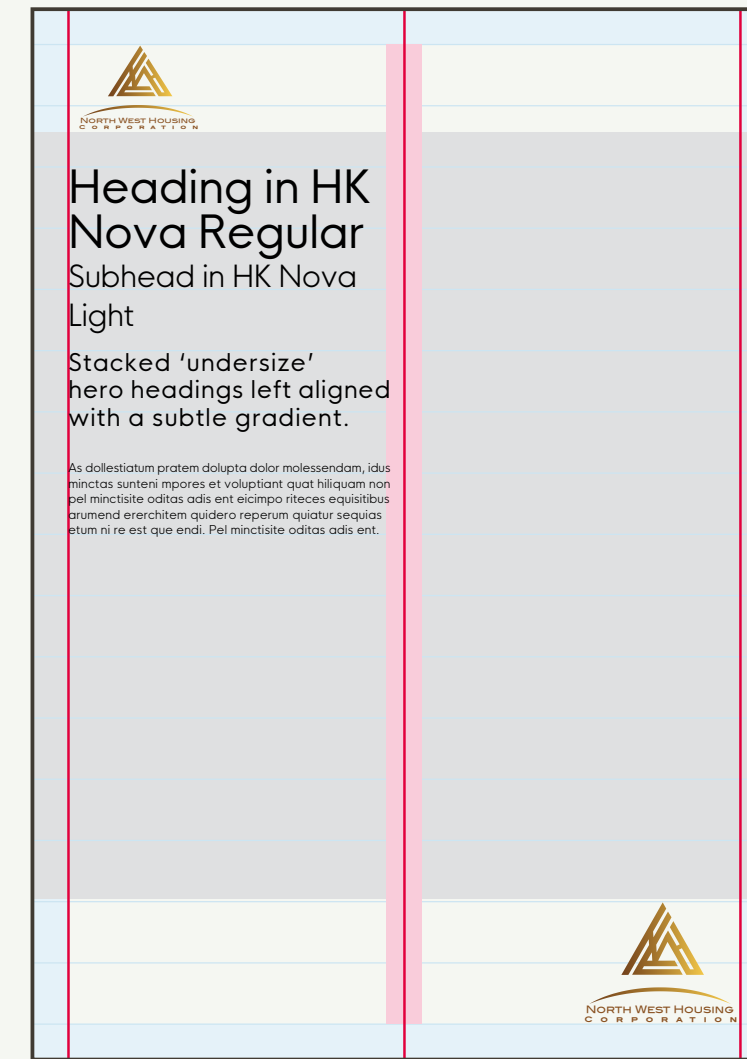 NORTH WEST HOUSING
CORPORATION
Heading in HK
Nova Regular
Subhead in HK Nova
Light
Stacked ‘undersize’
hero headings left aligned
with a subtle gradient.
As dollestiatum pratem dolupta dolor molessendam, idus
minctas sunteni mpores et voluptiant quat hiliquam non
pel minctisite oditas adis ent eicimpo riteces equisitibus
arumend ererchitem quidero reperum quiatur sequias
etum ni re est que endi. Pel minctisite oditas adis ent.
NORTH WEST HOUSING
CORPORATION